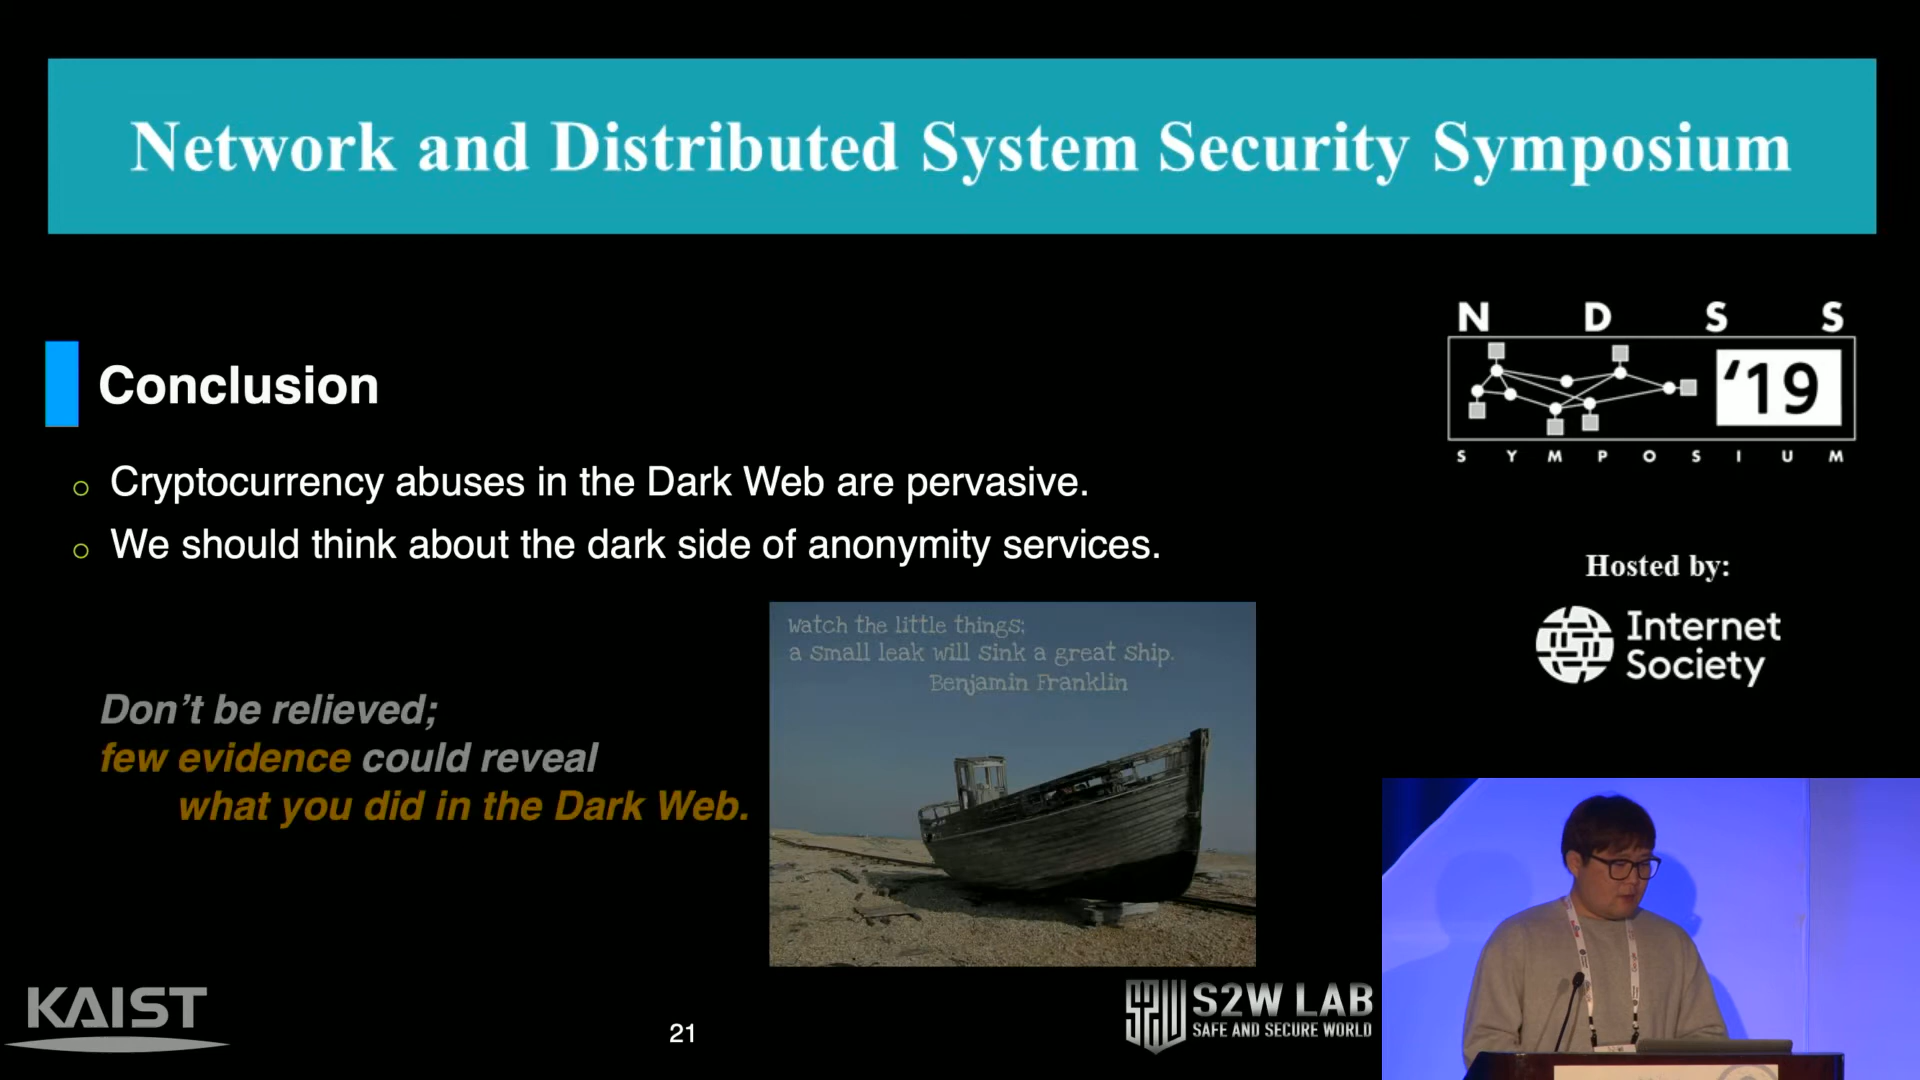 Network and Distributed System Security Symposium
N D S S
‘19
S Y M P O S I U M
Conclusion
Cryptocurrency abuses in the Dark Web are pervasive.
We should think about the dark side of anonymity services.
Hosted by:
Internet
Society
watch the little things;
a small leak will sink a great ship.
Benjamin Franklin
Don’t be relieved;
few evidence could reveal
what you did in the Dark Web.
KAIST
21
S2W LAB
SAFE AND SECURE WORLD